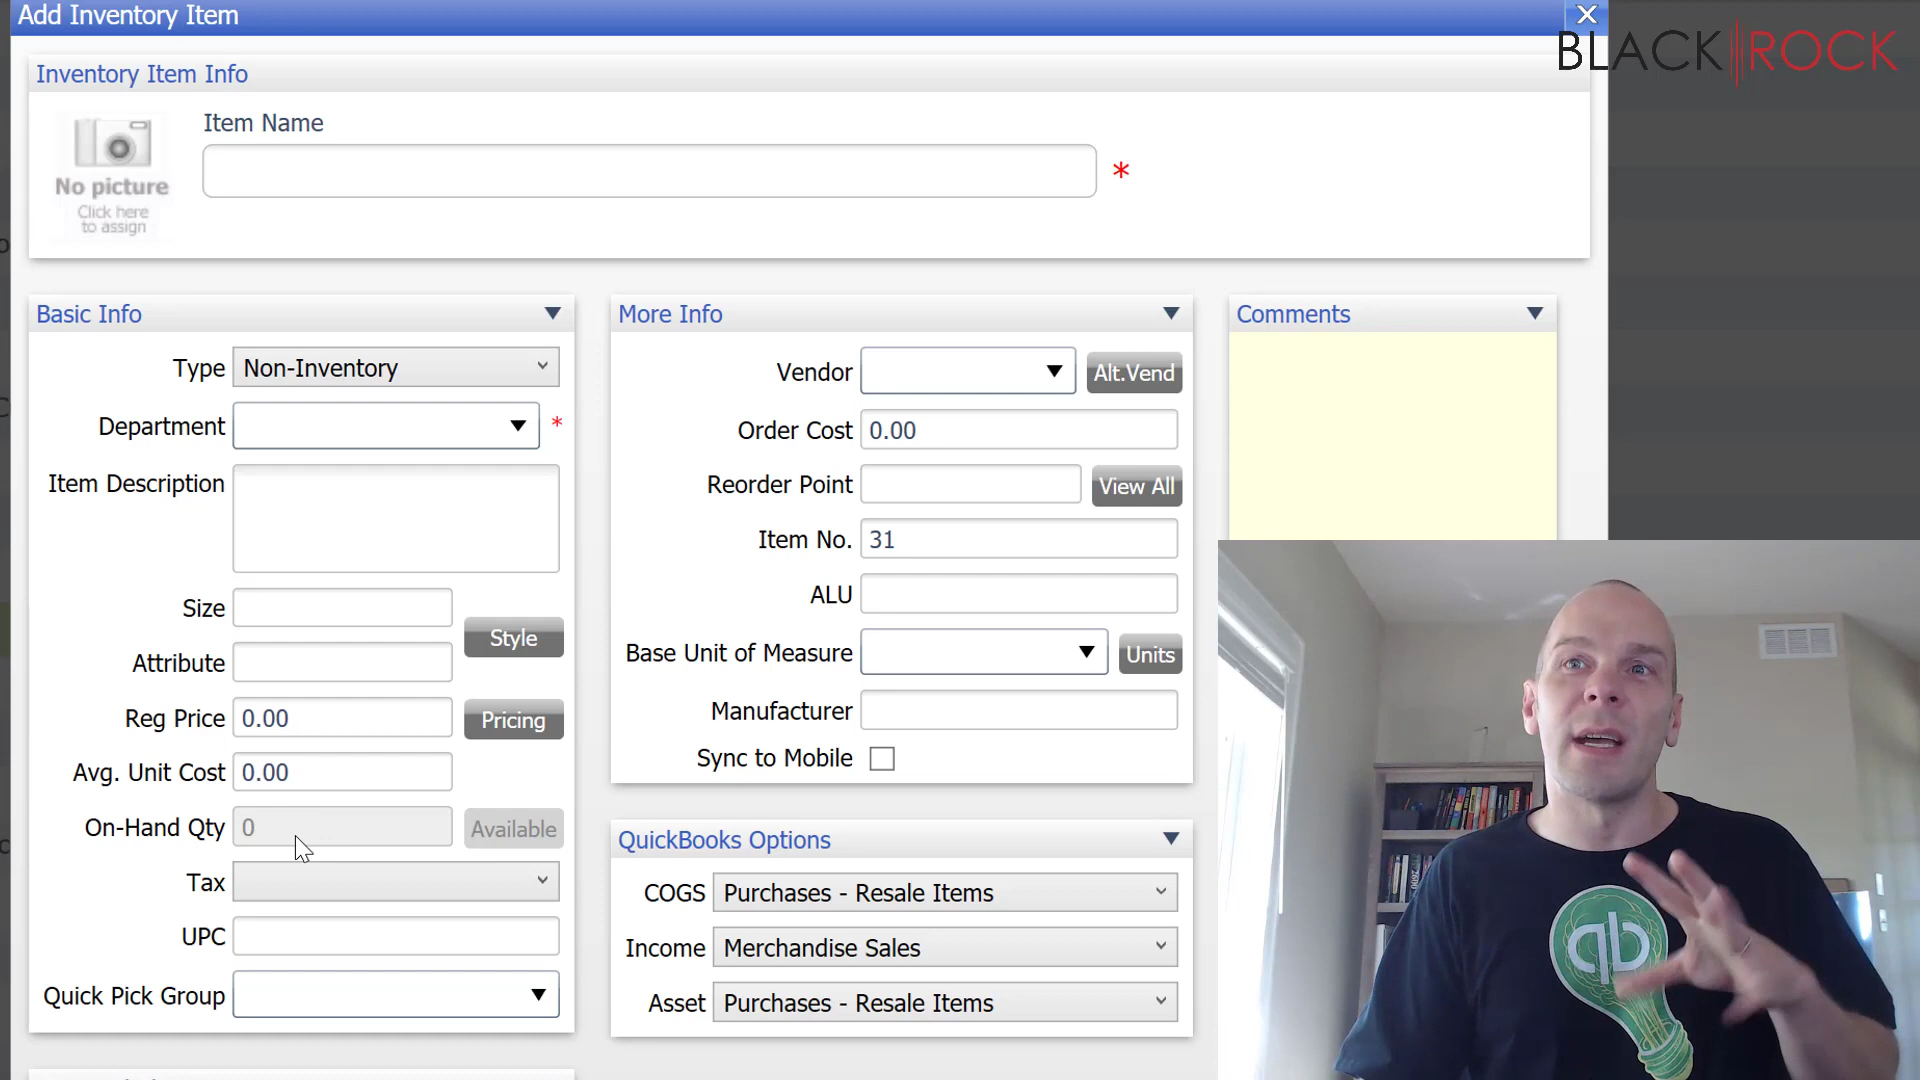 Add Inventory Item
BLACK ROCK
Inventory Item Info
Item Name
*
No picture
Click here
to assign
Basic Info
Type Non-Inventory
Department *
Item Description
Size
Style
Attribute
Reg Price 0.00 Pricing
Avg. Unit Cost 0.00
On-Hand Qty 0 Available
Tax
UPC
Quick Pick Group
More Info
Vendor Alt.Vend
Order Cost 0.00
Reorder Point View All
Item No. 31
ALU
Base Unit of Measure Units
Manufacturer
Sync to Mobile
QuickBooks Options
COGS Purchases - Resale Items
Income Merchandise Sales
Asset Purchases - Resale Items
Comments
qb